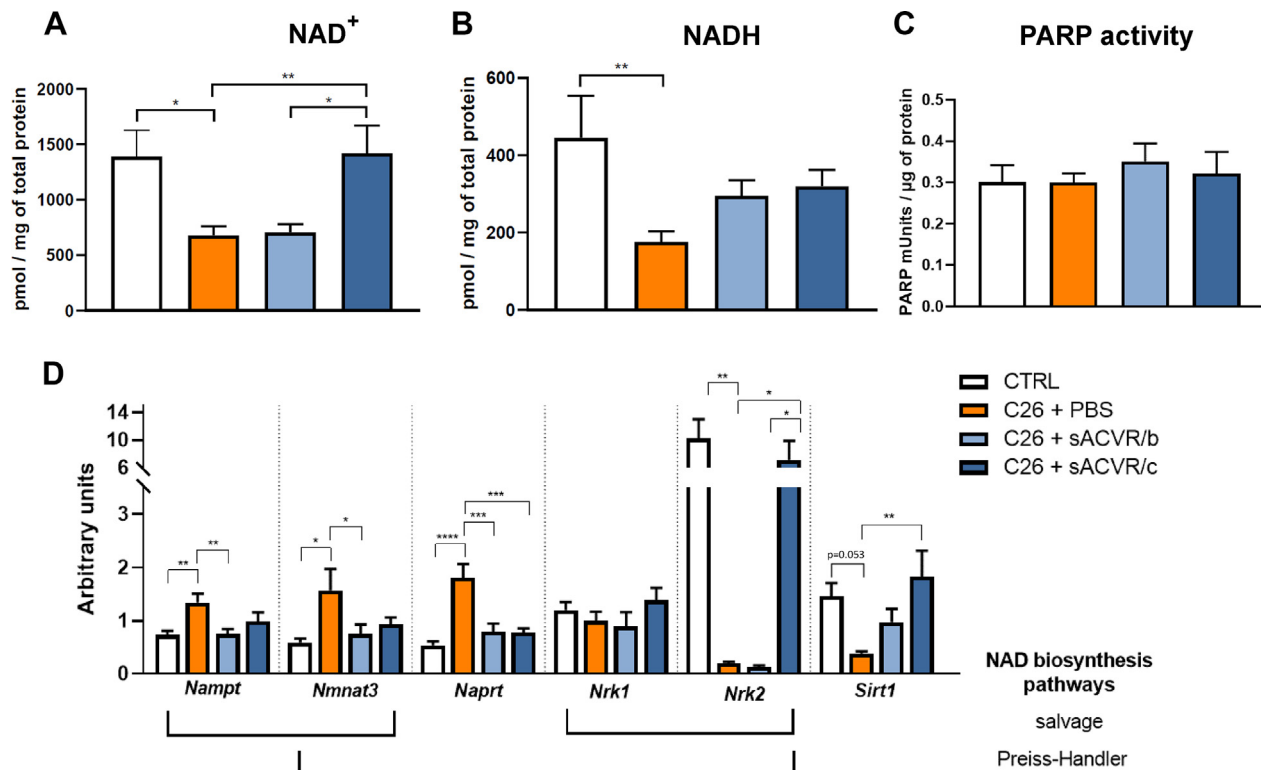 A
NAD+
**
*
*
pmol / mg of total protein
2000
1500
1000
500
0
B
NADH
**
pmol / mg of total protein
600
400
200
0
C
PARP activity
PARP mUnits / µg of protein
0.5
0.4
0.3
0.2
0.1
0.0
D
Arbitrary units
14
10
6
3
2
1
0
**
**
*
*
****
***
***
**
*
*
p=0.053
**
Nampt
Nmnat3
Naprt
Nrk1
Nrk2
Sirt1
CTRL
C26 + PBS
C26 + sACVR/b
C26 + sACVR/c
NAD biosynthesis
pathways
salvage
Preiss-Handler